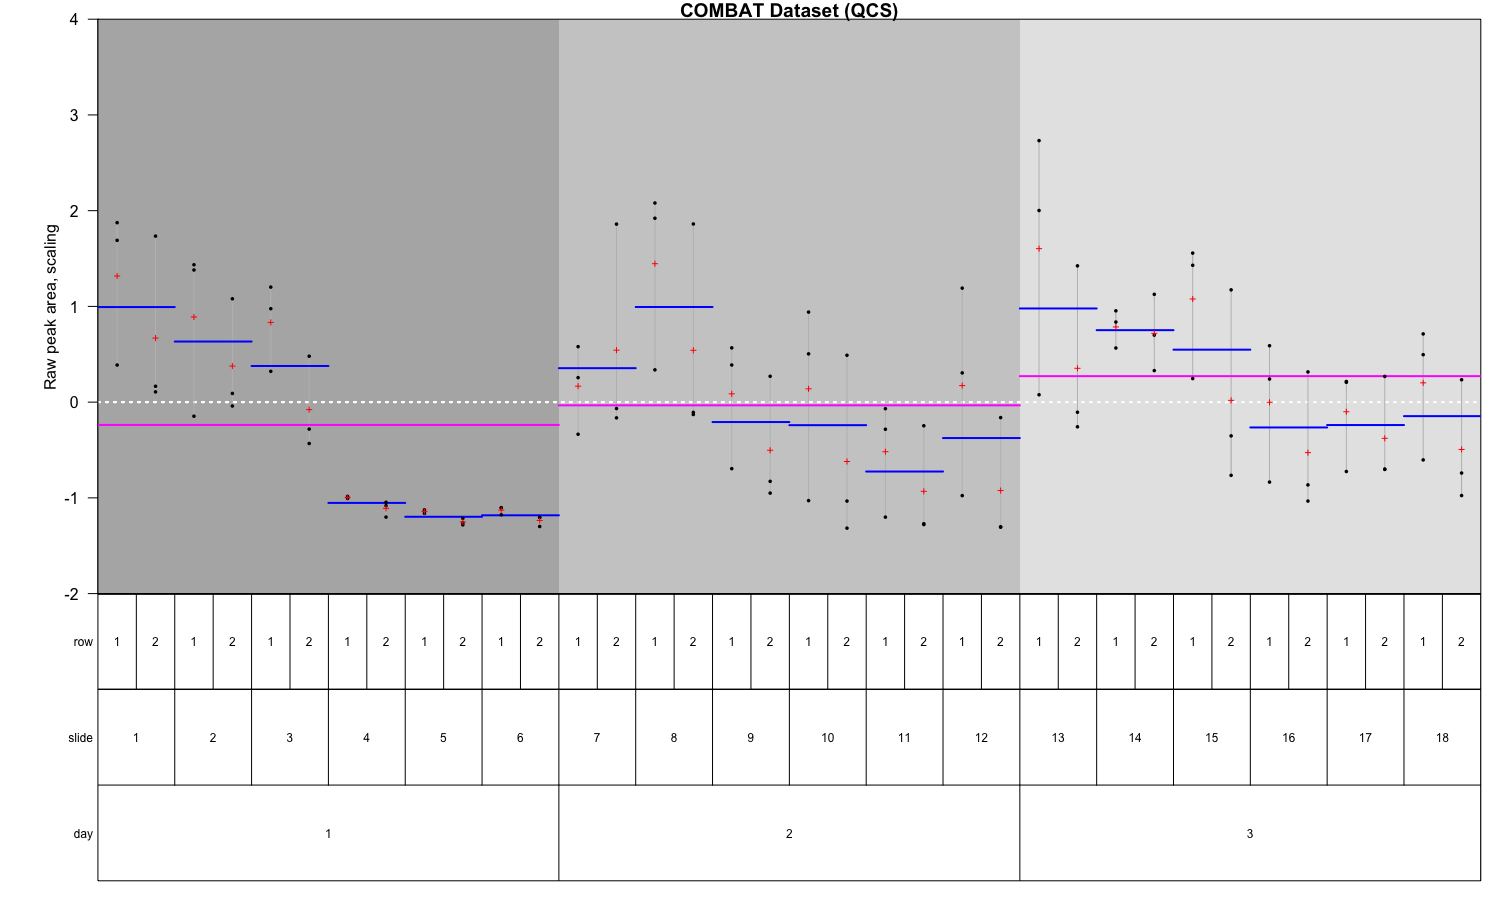 COMBAT Dataset (QCS)
Raw peak area, scaling
4
3
2
1
0
-1
-2
row 1 2 1 2 1 2 1 2 1 2 1 2 1 2 1 2 1 2 1 2 1 2 1 2 1 2 1 2 1 2 1 2 1 2 1 2
slide 1 2 3 4 5 6 7 8 9 10 11 12 13 14 15 16 17 18
day 1 2 3